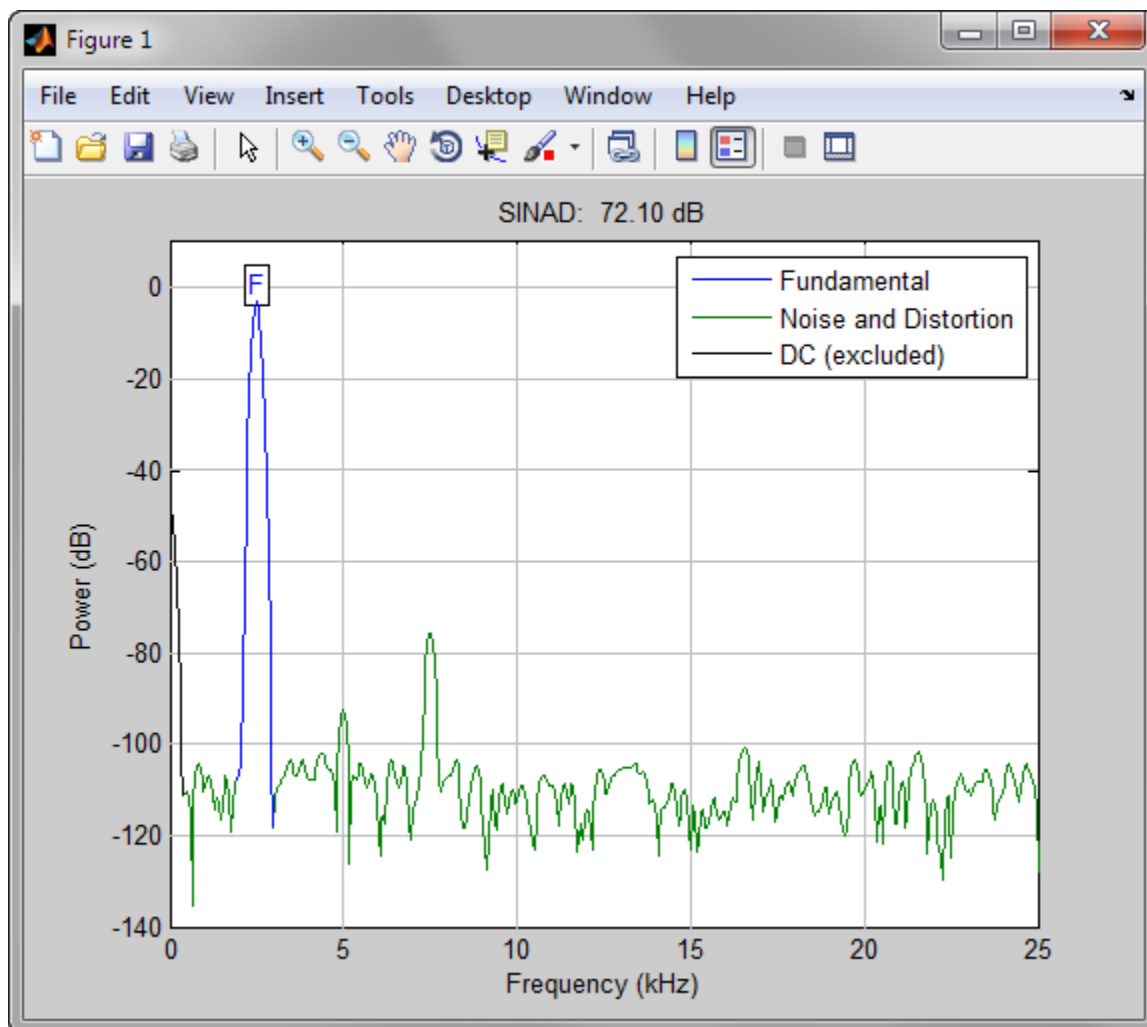 Figure 1
File Edit View Insert Tools Desktop Window Help
SINAD: 72.10 dB
F
Fundamental
Noise and Distortion
DC (excluded)
0
-20
-40
-60
-80
-100
-120
-140
Power (dB)
0 5 10 15 20 25
Frequency (kHz)